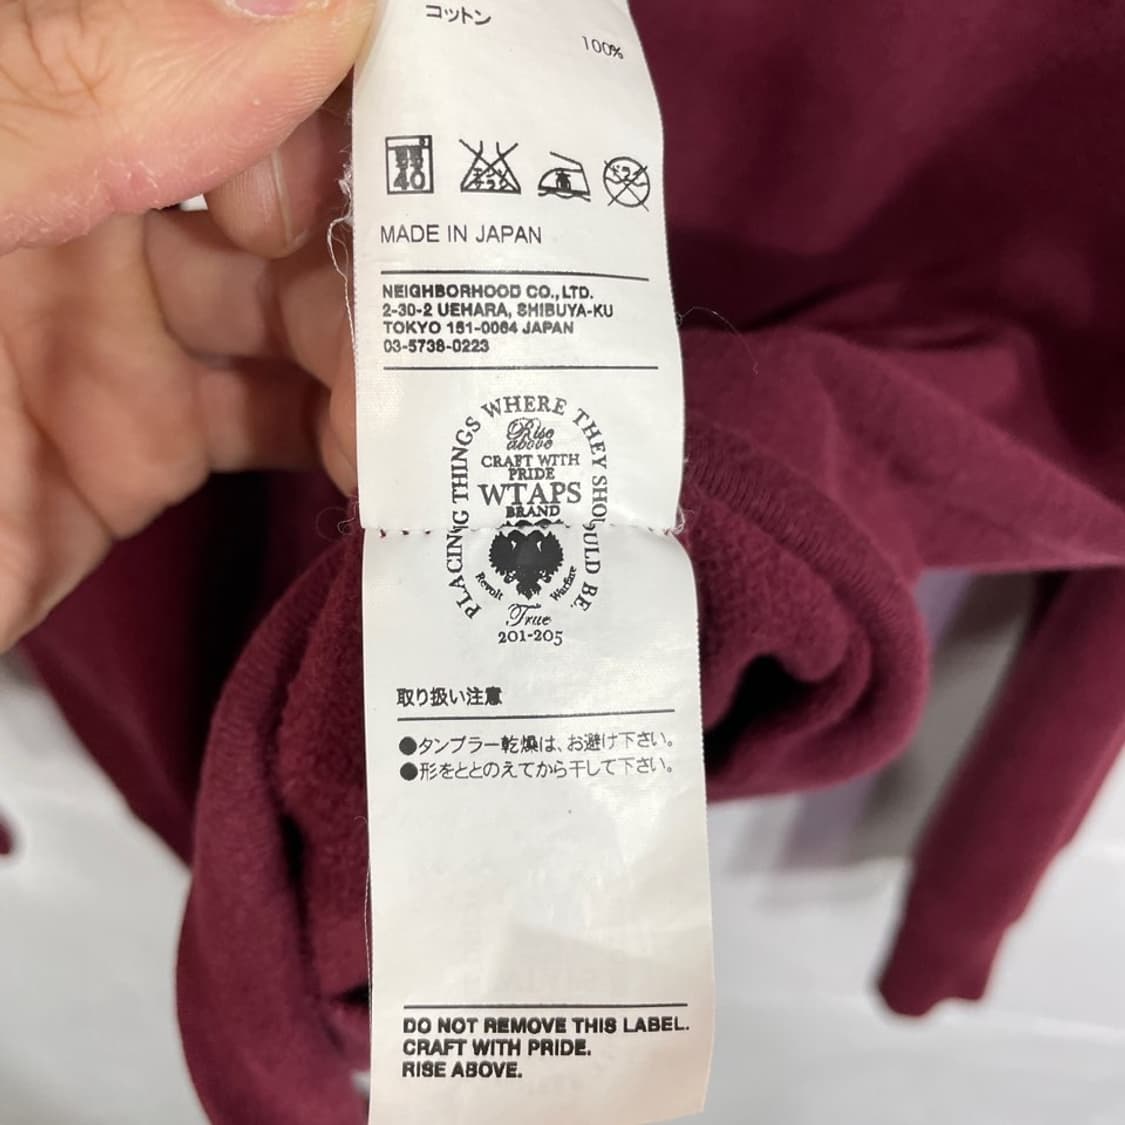 コットン
100%
40
MADE IN JAPAN
NEIGHBORHOOD CO.,LTD.
2-30-2 UEHARA, SHIBUYA-KU
TOKYO 151-0064 JAPAN
03-5738-0223
PLACING THINGS WHERE THEY SHOULD BE.
Rise
above
CRAFT WITH
PRIDE
WTAPS
BRAND
Revolt Warfare
True
201-205
取り扱い注意
●タンブラー乾燥は、お避け下さい。
●形をととのえてから干して下さい。
DO NOT REMOVE THIS LABEL.
CRAFT WITH PRIDE.
RISE ABOVE.